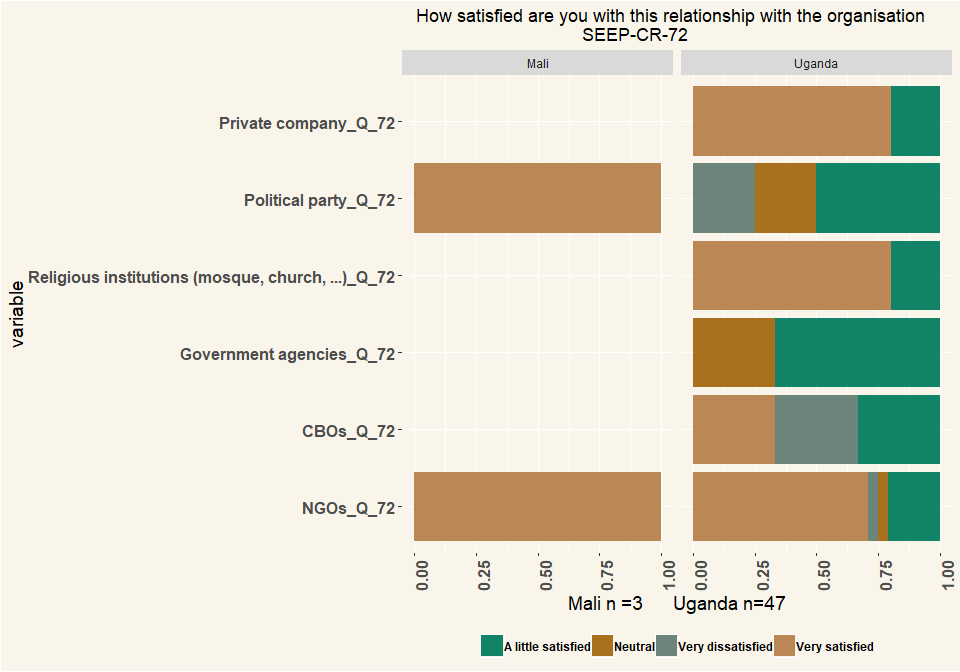 How satisfied are you with this relationship with the organisation
SEEP-CR-72
Mali
Uganda
Private company_Q_72
Political party_Q_72
Religious institutions (mosque, church, ...)_Q_72
Government agencies_Q_72
CBOs_Q_72
NGOs_Q_72
variable
0.00 0.25 0.50 0.75 1.00
0.00 0.25 0.50 0.75 1.00
Mali n =3 Uganda n=47
A little satisfied Neutral Very dissatisfied Very satisfied